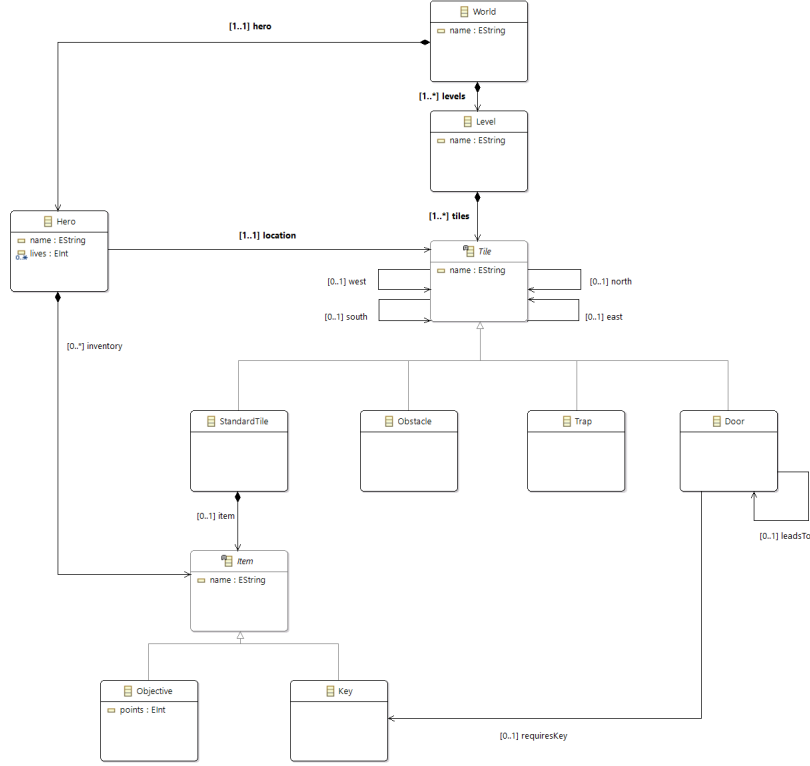 World
name : EString
[1..1] hero
[1..*] levels
Level
name : EString
[1..*] tiles
Hero
name : EString
0..*
lives : EInt
[1..1] location
Tile
name : EString
[0..1] west
[0..1] north
[0..1] south
[0..1] east
[0..*] inventory
StandardTile
Obstacle
Trap
Door
[0..1] item
[0..1] leadsTo
Item
name : EString
Objective
points : EInt
Key
[0..1] requiresKey